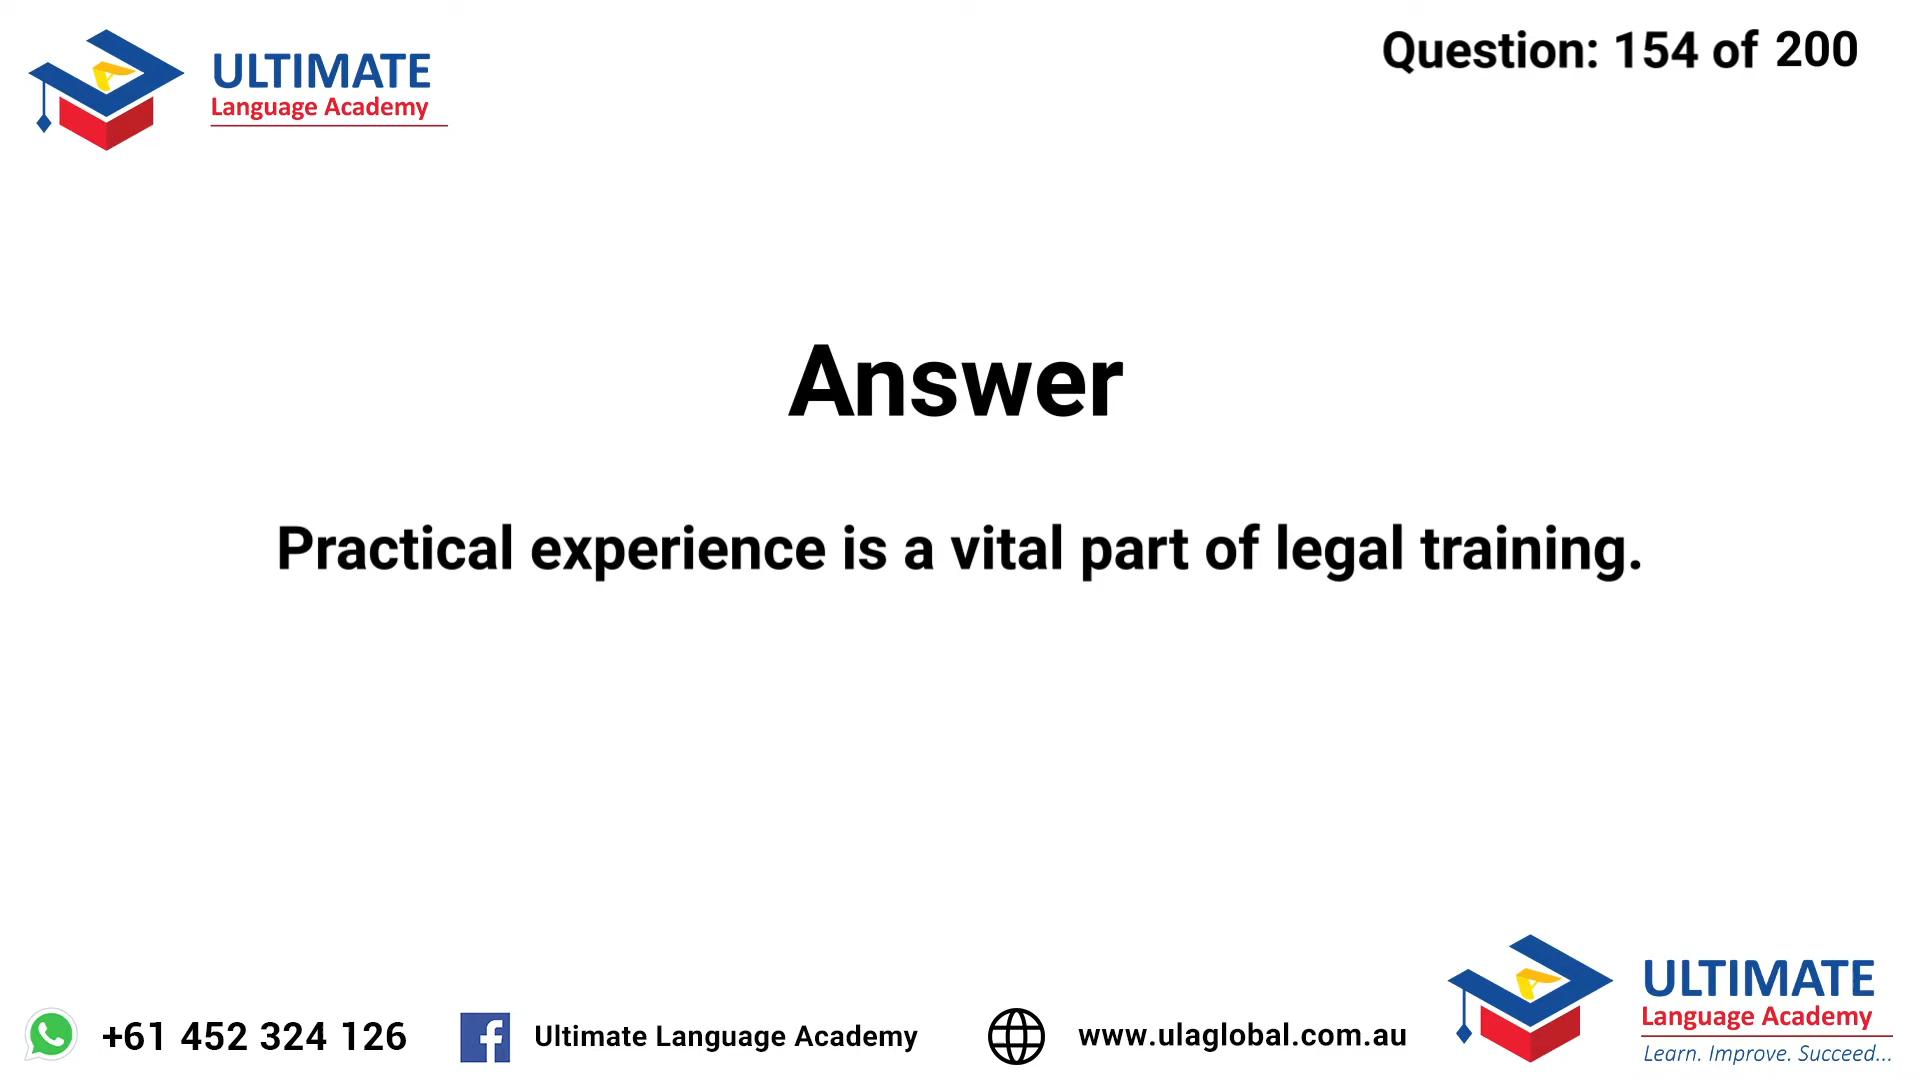 ULTIMATE
Language Academy
Question: 154 of 200
Answer
Practical experience is a vital part of legal training.
+61 452 324 126
Ultimate Language Academy
www.ulaglobal.com.au
ULTIMATE
Language Academy
Learn. Improve. Succeed...